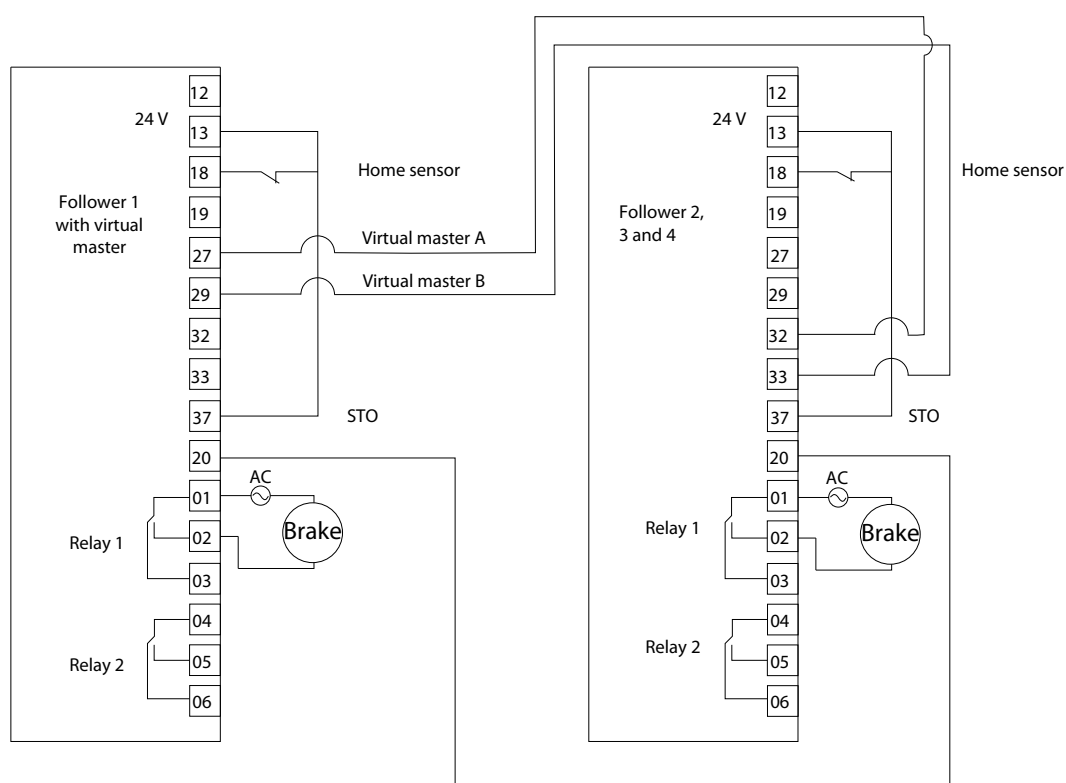 12
24 V
13
18
Home sensor
Follower 1
with virtual
master
19
27
Virtual master A
29
Virtual master B
32
33
37
STO
20
01
AC
Brake
Relay 1
02
03
04
Relay 2
05
06
12
24 V
13
18
Home sensor
Follower 2,
3 and 4
19
27
29
32
33
37
STO
20
01
AC
Brake
Relay 1
02
03
04
Relay 2
05
06